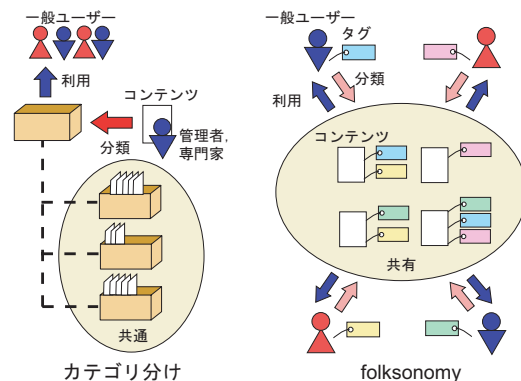 一般ユーザー
利用
コンテンツ
分類
管理者,
専門家
共通
カテゴリ分け
一般ユーザー
タグ
分類
利用
コンテンツ
共有
folksonomy